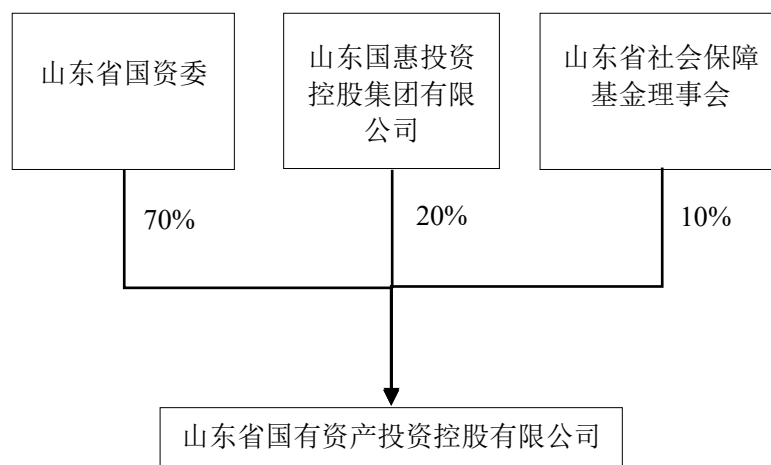 山东省国资委
山东国惠投资
控股集团有限
公司
山东省社会保障
基金理事会
70%
20%
10%
山东省国有资产投资控股有限公司